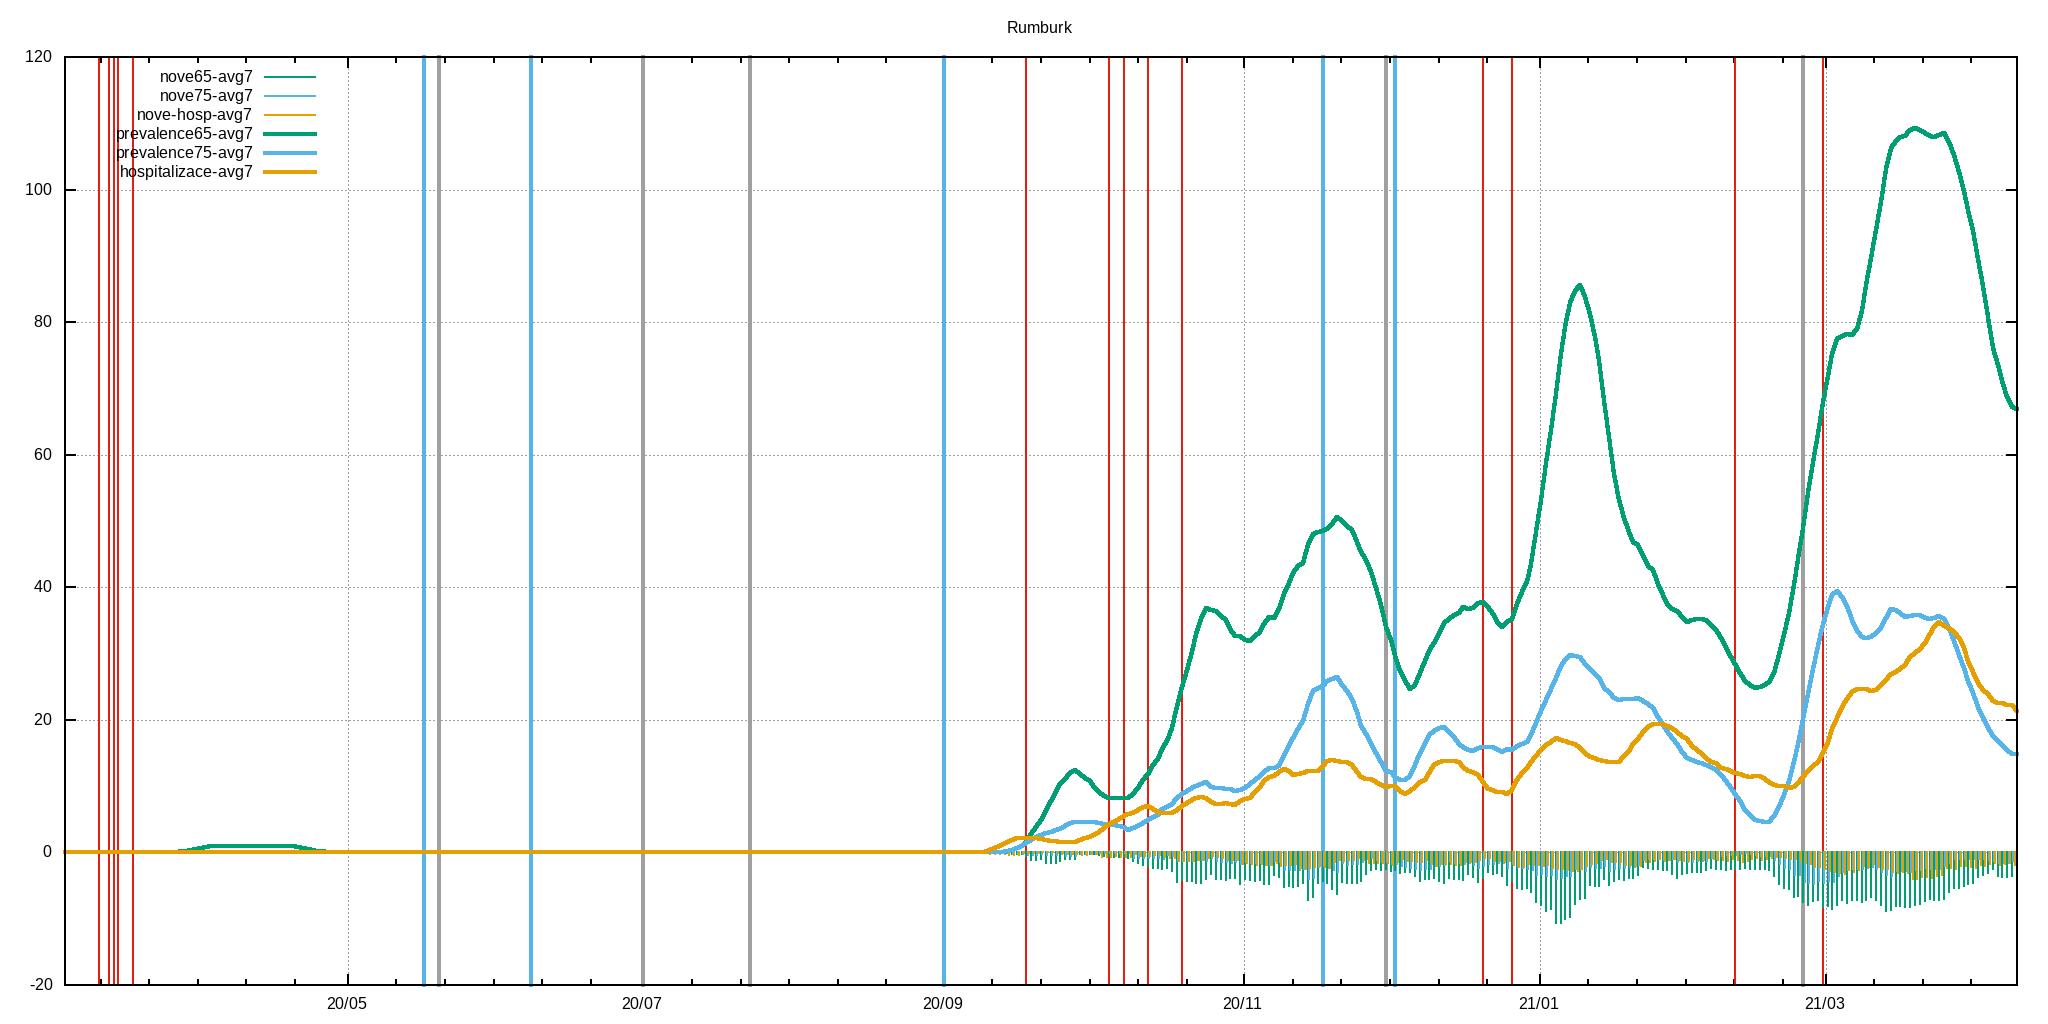 Rumburk
120
100
80
60
40
20
0
-20
nove65-avg7
nove75-avg7
nove-hosp-avg7
prevalence65-avg7
prevalence75-avg7
hospitalizace-avg7
20/05 20/07 20/09 20/11 21/01 21/03